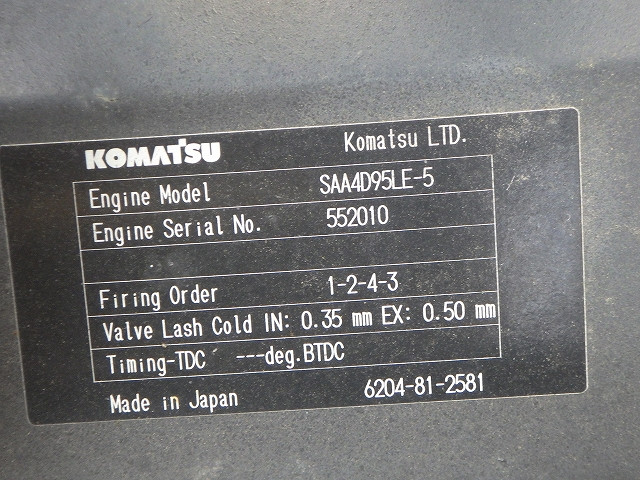 KOMATSU Komatsu LTD.
Engine Model SAA4D95LE-5
Engine Serial No. 552010
Firing Order 1-2-4-3
Valve Lash Cold IN: 0.35 mm EX: 0.50 mm
Timing-TDC ---deg.BTDC
Made in Japan 6204-81-2581